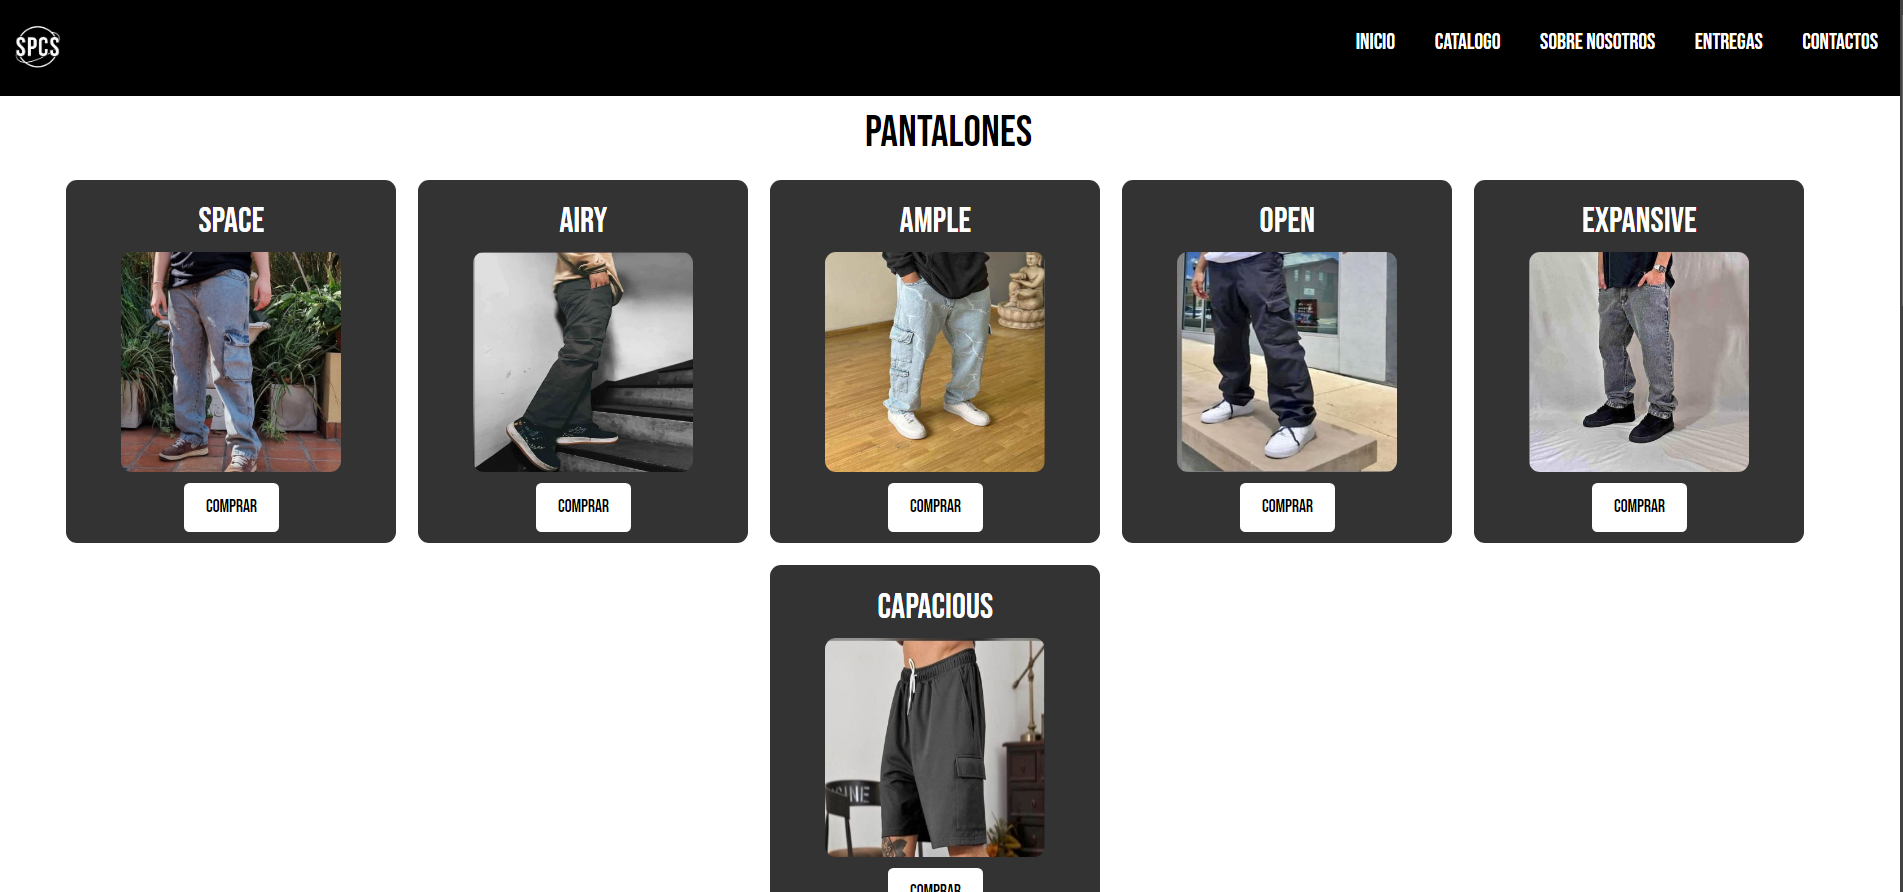 SPCS
INICIO CATALOGO SOBRE NOSOTROS ENTREGAS CONTACTOS
PANTALONES
SPACE AIRY AMPLE OPEN EXPANSIVE
COMPRAR COMPRAR COMPRAR COMPRAR COMPRAR
CAPACIOUS
COMPRAR